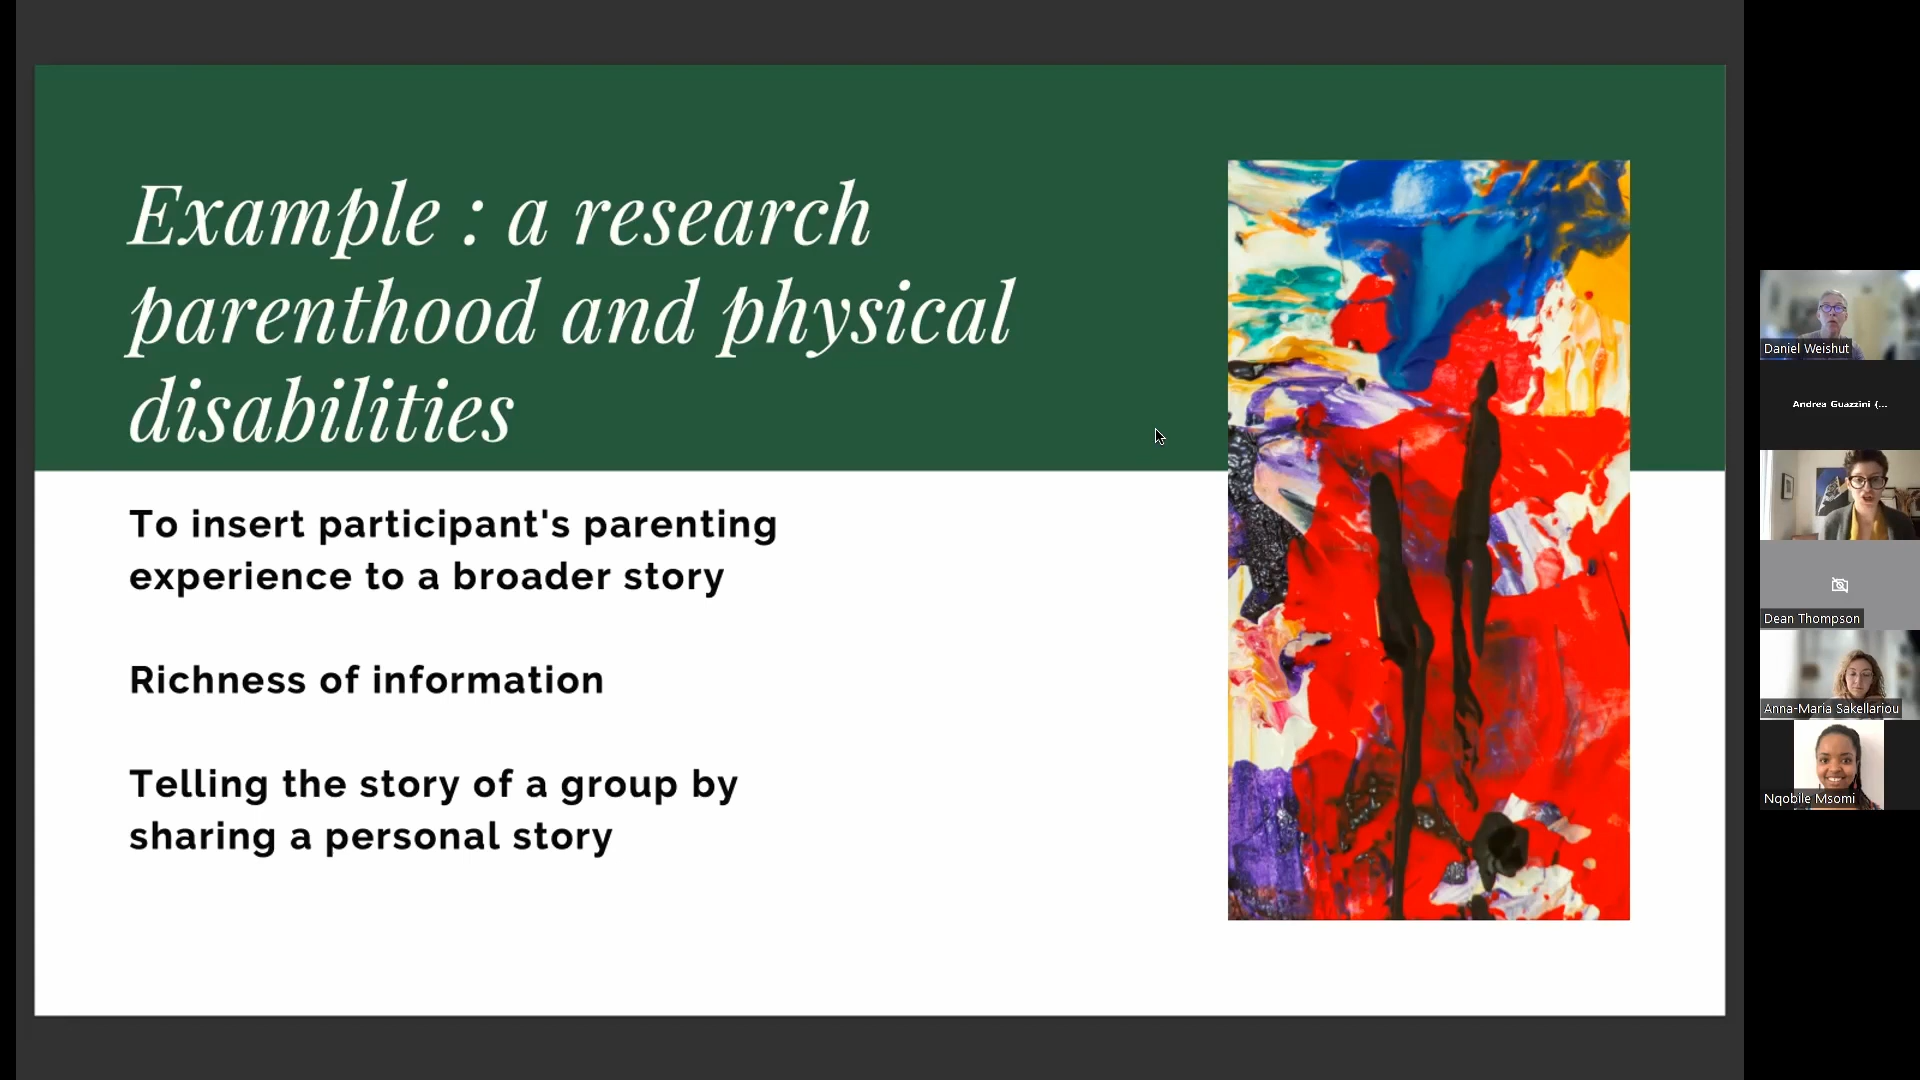 Example : a research
parenthood and physical
disabilities
To insert participant's parenting
experience to a broader story
Richness of information
Telling the story of a group by
sharing a personal story
Daniel Weishut
Andrea Guazzini (...
Dean Thompson
Anna-Maria Sakellariou
Nqobile Msomi